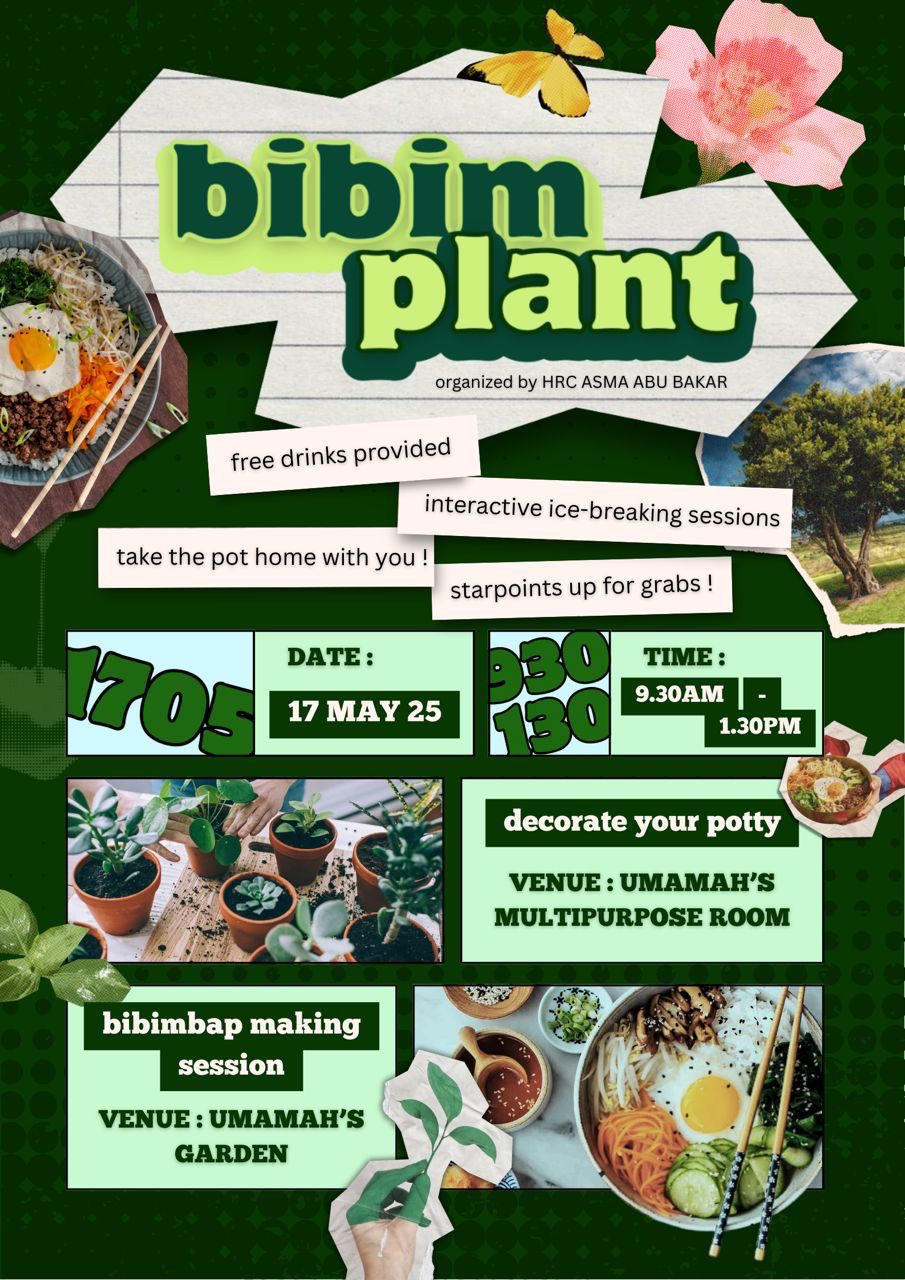 bibim
plant
organized by HRC ASMA ABU BAKAR
free drinks provided
interactive ice-breaking sessions
take the pot home with you !
starpoints up for grabs !
1705
DATE :
17 MAY 25
930
130
TIME :
9.30AM -
1.30PM
decorate your potty
VENUE : UMAMAH'S
MULTIPURPOSE ROOM
bibimbap making
session
VENUE : UMAMAH'S
GARDEN